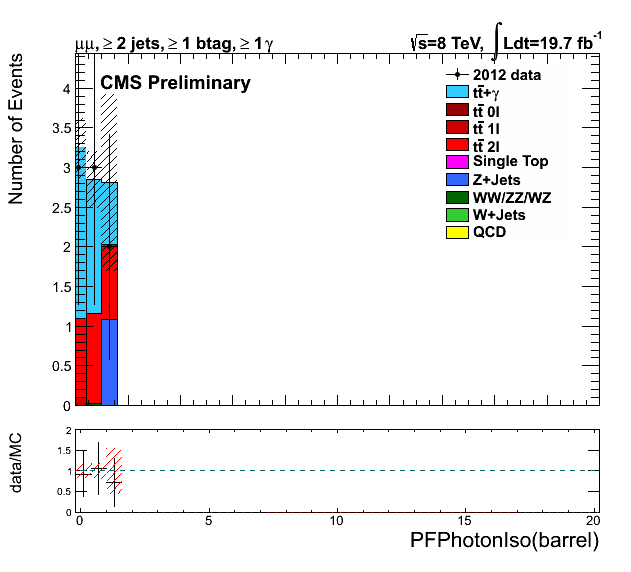 μμ, ≥ 2 jets, ≥ 1 btag, ≥ 1 γ
√s=8 TeV, ∫ Ldt=19.7 fb⁻¹
CMS Preliminary
2012 data
tt̄+γ
tt̄ 0l
tt̄ 1l
tt̄ 2l
Single Top
Z+Jets
WW/ZZ/WZ
W+Jets
QCD
Number of Events
4
3.5
3
2.5
2
1.5
1
0.5
0
data/MC
2
1.5
1
0.5
0
0 5 10 15 20
PFPhotonIso(barrel)